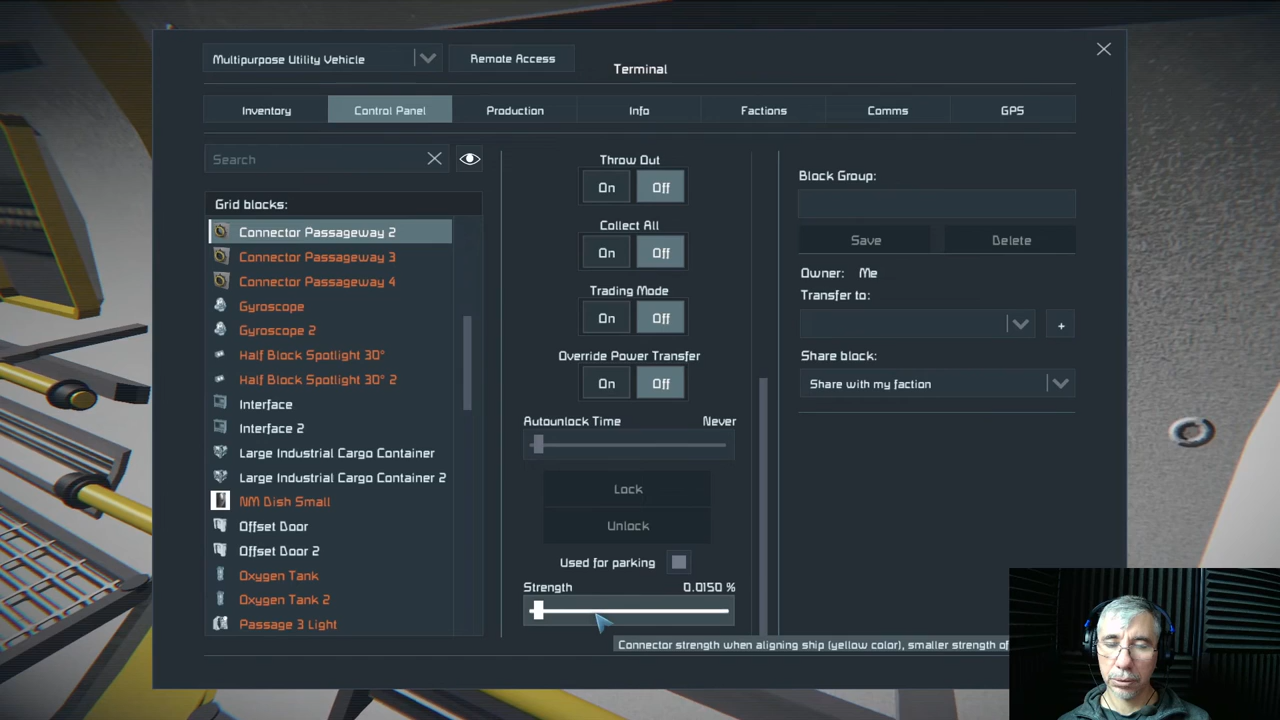 Multipurpose Utility Vehicle
Remote Access
Terminal
Inventory
Control Panel
Production
Info
Factions
Comms
GPS
Search
Grid blocks:
Connector Passageway 2
Connector Passageway 3
Connector Passageway 4
Gyroscope
Gyroscope 2
Half Block Spotlight 30°
Half Block Spotlight 30° 2
Interface
Interface 2
Large Industrial Cargo Container
Large Industrial Cargo Container 2
NM Dish Small
Offset Door
Offset Door 2
Oxygen Tank
Oxygen Tank 2
Passage 3 Light
Throw Out
On Off
Collect All
On Off
Trading Mode
On Off
Override Power Transfer
On Off
Autounlock Time Never
Lock
Unlock
Used for parking
Strength 0.0150 %
Connector strength when aligning ship (yellow color), smaller strength of
Block Group:
Save
Delete
Owner: Me
Transfer to:
+
Share block:
Share with my faction